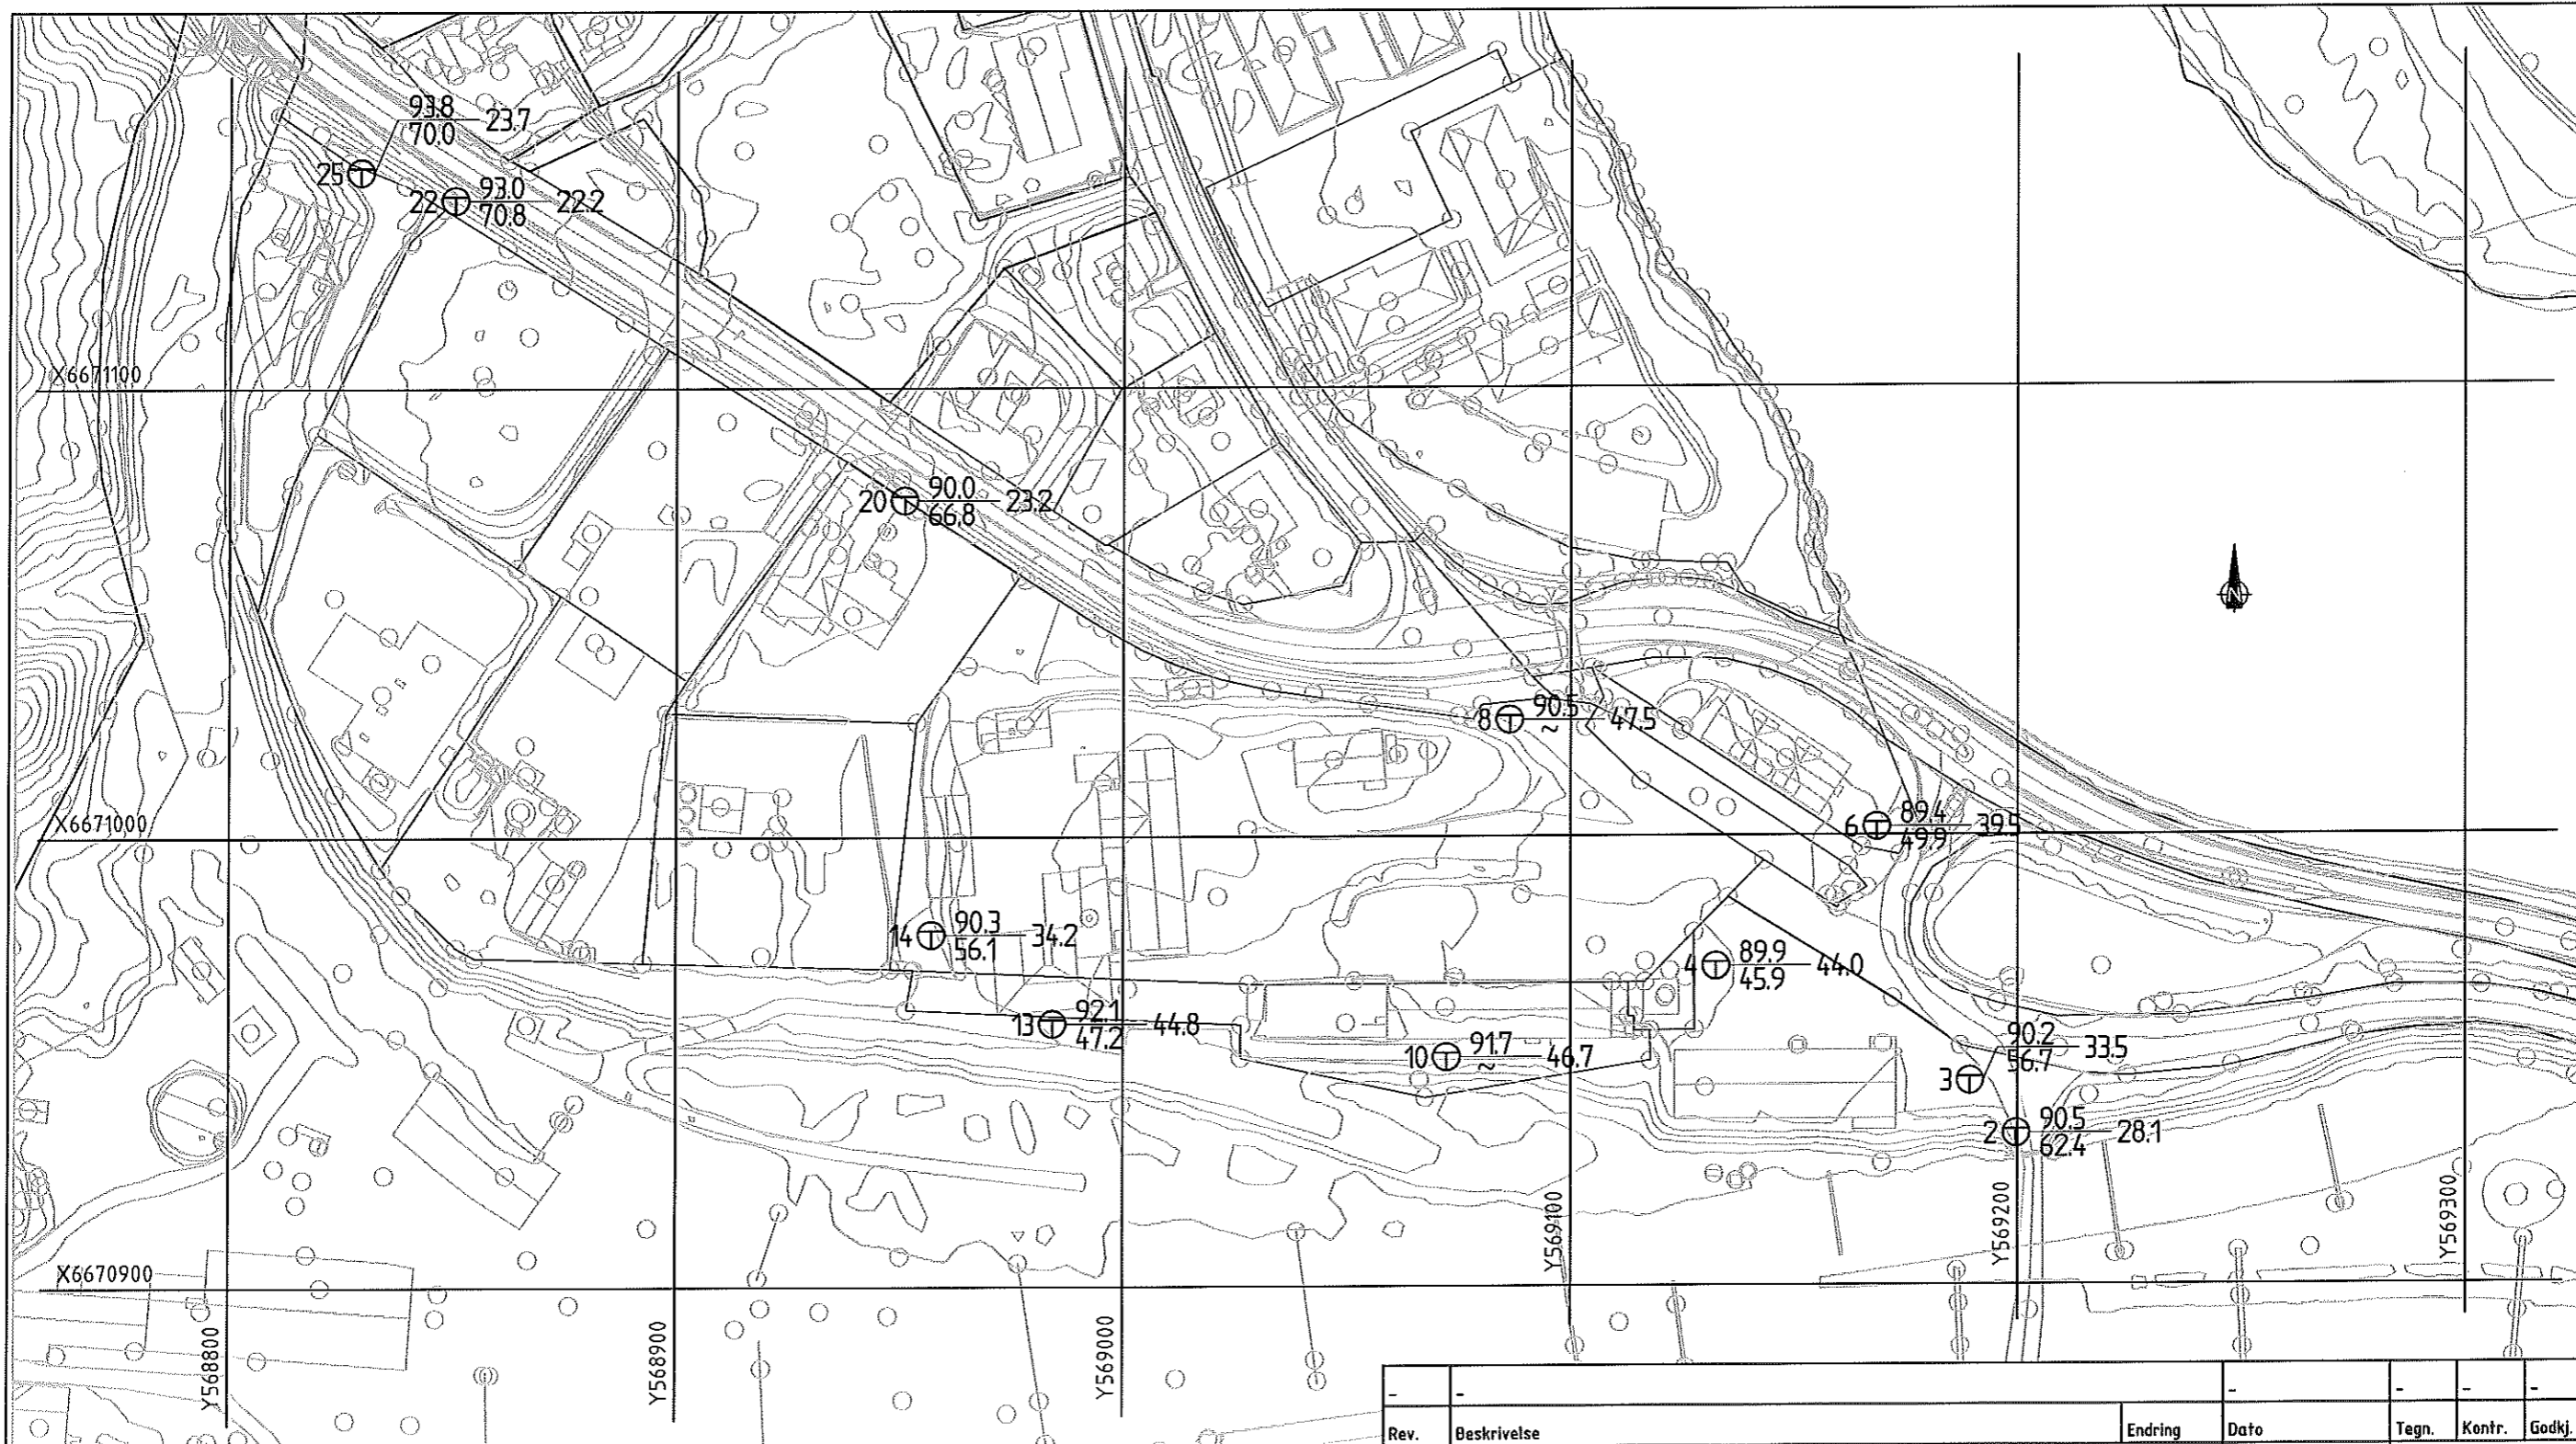 93.8
70.0 23.7
25
22 93.0 22.2
70.8
X6671100
20 90.0 23.2
66.8
N
8 90.5 47.5
~
X6671000
6 89.4 39.5
49.9
14 90.3 34.2
56.1
4 89.9 44.0
45.9
13 92.1 44.8
47.2
10 91.7 46.7
~
90.2 33.5
56.7
3
2 90.5 28.1
62.4
X6670900
Y568800
Y568900
Y569000
Y569100
Y569200
Y569300
- - - - - -
Rev. Beskrivelse Endring Dato Tegn. Kontr. Godkj.